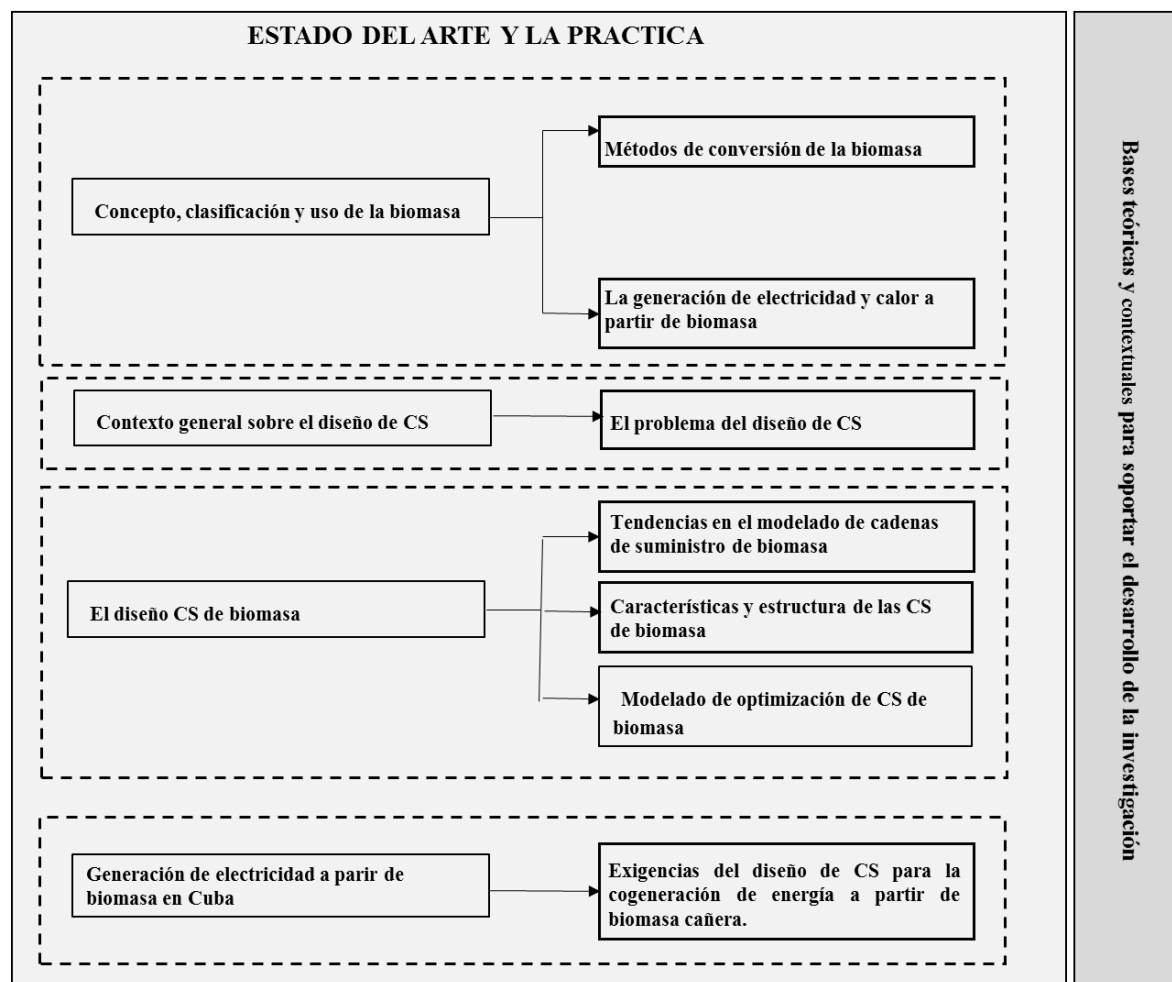 ESTADO DEL ARTE Y LA PRACTICA
Métodos de conversión de la biomasa
Concepto, clasificación y uso de la biomasa
La generación de electricidad y calor a
partir de biomasa
Contexto general sobre el diseño de CS
El problema del diseño de CS
Tendencias en el modelado de cadenas
de suministro de biomasa
El diseño CS de biomasa
Características y estructura de las CS
de biomasa
Modelado de optimización de CS de
biomasa
Generación de electricidad a parir de
biomasa en Cuba
Exigencias del diseño de CS para la
cogeneración de energía a partir de
biomasa cañera.
Bases teóricas y contextuales para soportar el desarrollo de la investigación